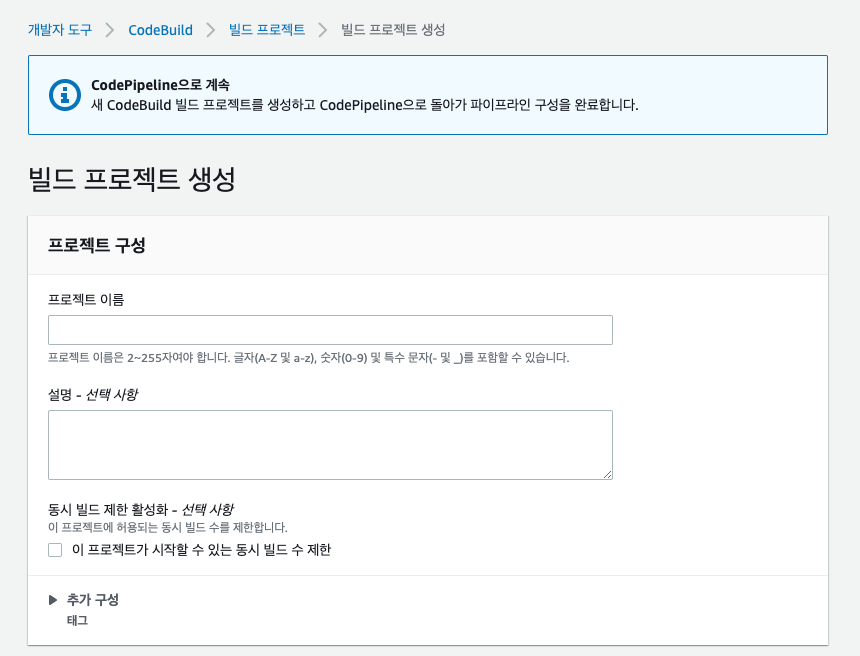 개발자 도구 > CodeBuild > 빌드 프로젝트 > 빌드 프로젝트 생성
CodePipeline으로 계속
새 CodeBuild 빌드 프로젝트를 생성하고 CodePipeline으로 돌아가 파이프라인 구성을 완료합니다.
빌드 프로젝트 생성
프로젝트 구성
프로젝트 이름
프로젝트 이름은 2~255자여야 합니다. 글자(A-Z 및 a-z), 숫자(0-9) 및 특수 문자(- 및 _)를 포함할 수 있습니다.
설명 - 선택 사항
동시 빌드 제한 활성화 - 선택 사항
이 프로젝트에 허용되는 동시 빌드 수를 제한합니다.
이 프로젝트가 시작할 수 있는 동시 빌드 수 제한
추가 구성
태그